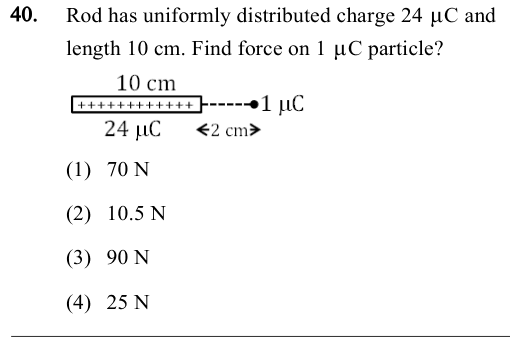 40. Rod has uniformly distributed charge 24 μC and
length 10 cm. Find force on 1 μC particle?
10 cm
++++++++++++
1 μC
24 μC
2 cm
(1) 70 N
(2) 10.5 N
(3) 90 N
(4) 25 N